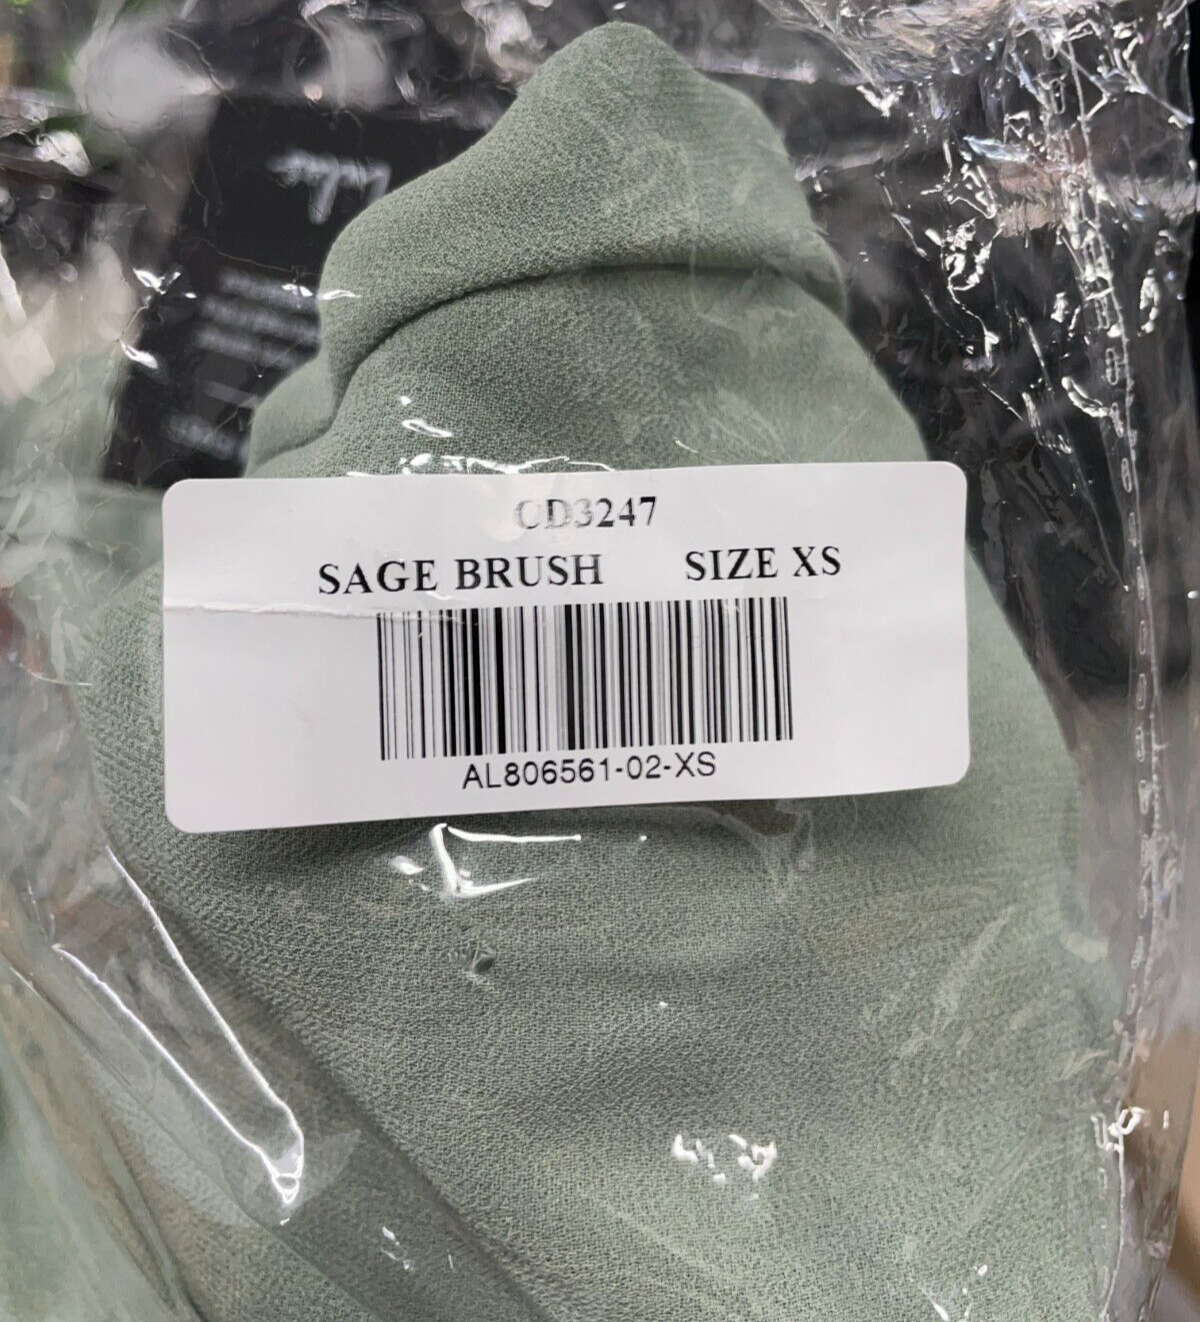 CD3247
SAGE BRUSH SIZE XS
AL806561-02-XS